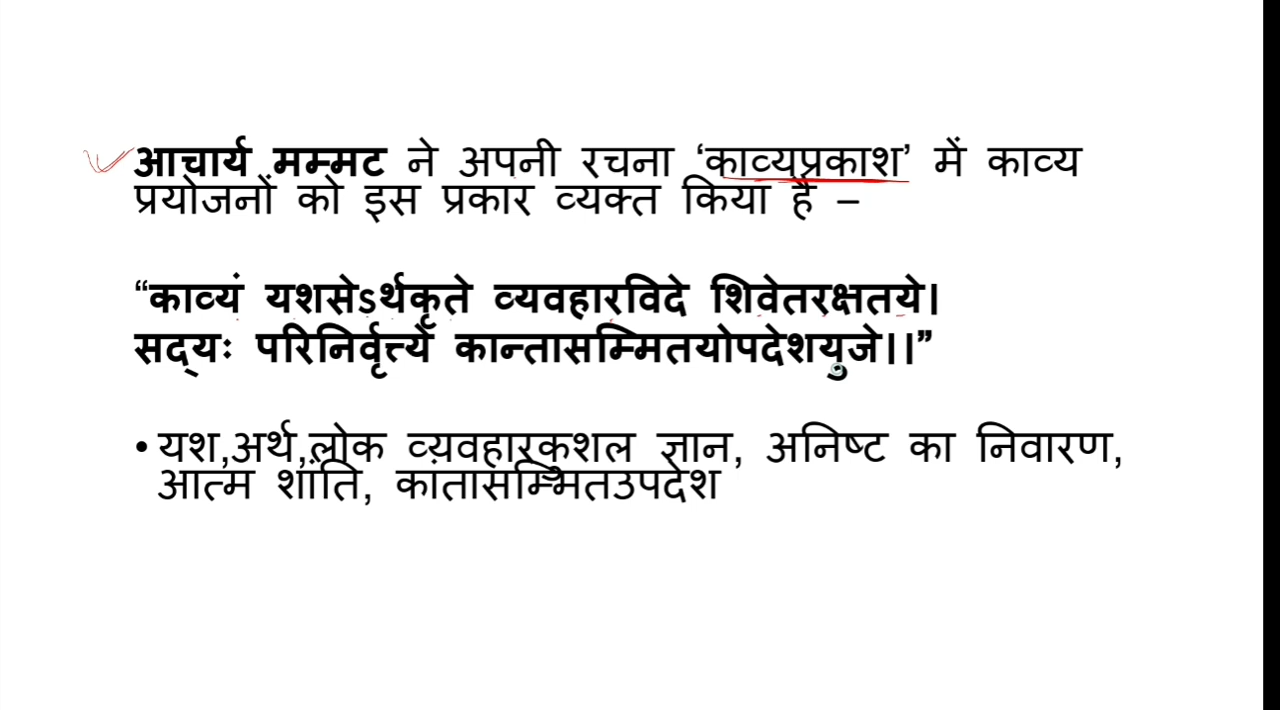 आचार्य मम्मट ने अपनी रचना ‘काव्यप्रकाश’ में काव्य
प्रयोजनों को इस प्रकार व्यक्त किया है –
“काव्यं यशसेऽर्थकृते व्यवहारविदे शिवेतरक्षतये।
सद्यः परिनिर्वृत्त्ये कान्तासम्मितयोपदेशयुजे।।”
• यश,अर्थ,लोक व्यवहारकुशल ज्ञान, अनिष्ट का निवारण,
आत्म शांति, कांतासम्मितउपदेश